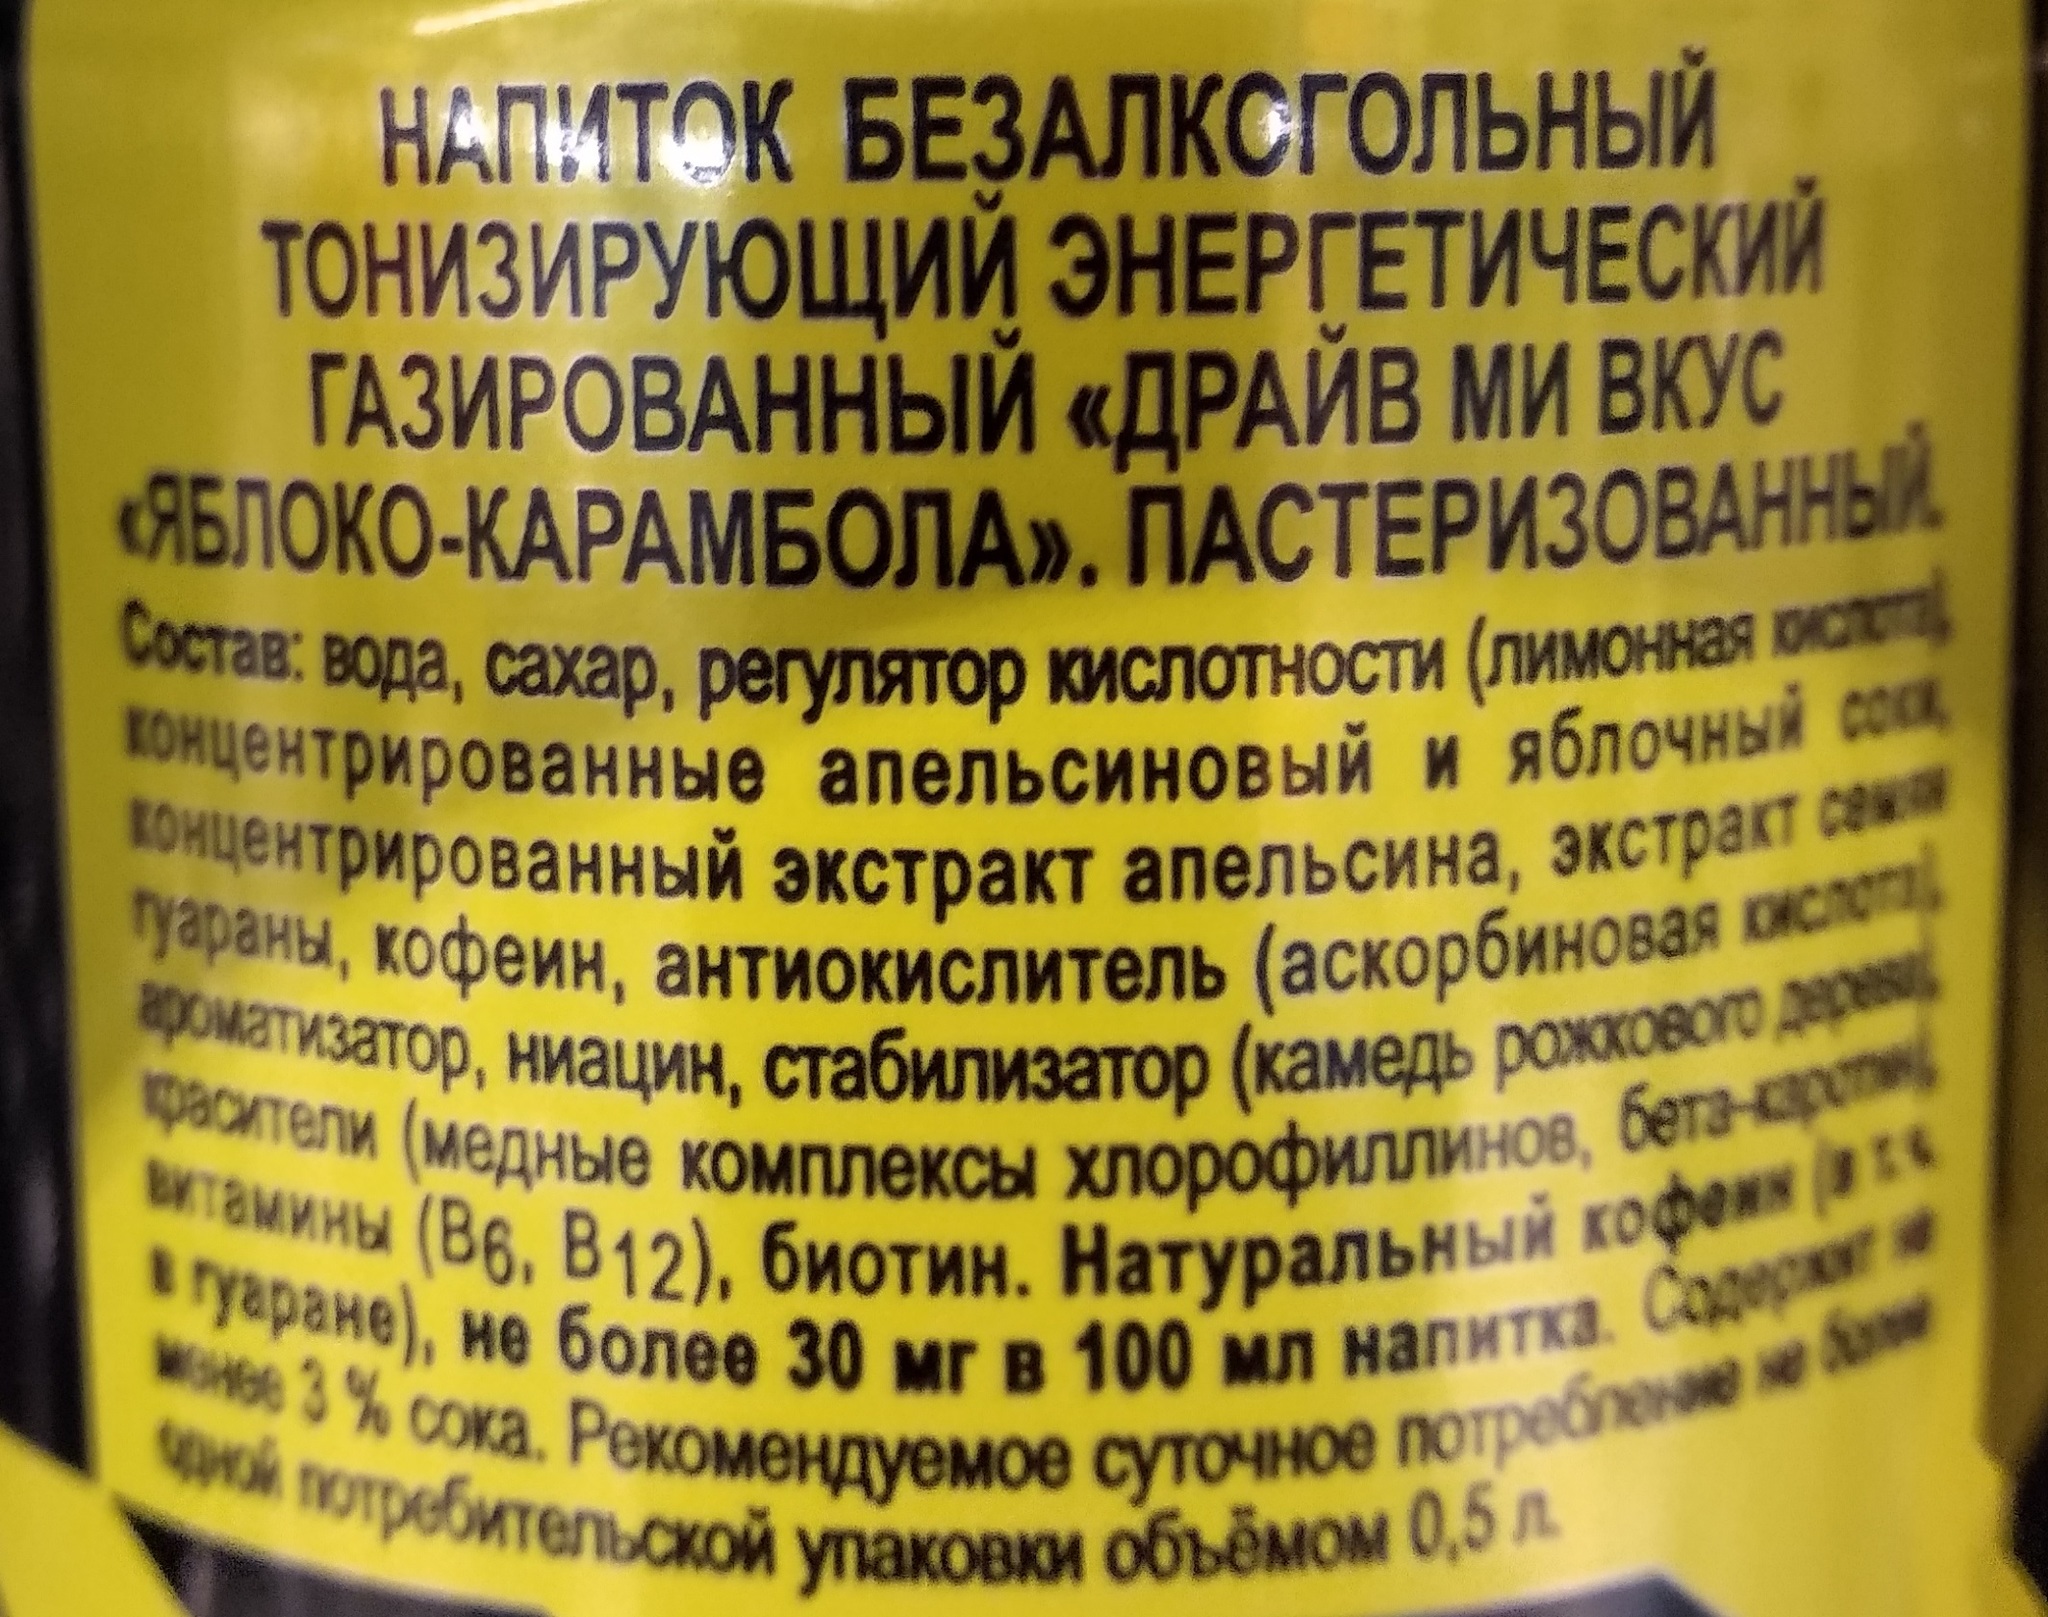 НАПИТОК БЕЗАЛКОГОЛЬНЫЙ
ТОНИЗИРУЮЩИЙ ЭНЕРГЕТИЧЕСКИЙ
ГАЗИРОВАННЫЙ «ДРАЙВ МИ ВКУС
«ЯБЛОКО-КАРАМБОЛА». ПАСТЕРИЗОВАННЫЙ.
Состав: вода, сахар, регулятор кислотности (лимонная кислота),
концентрированные апельсиновый и яблочный соки,
концентрированный экстракт апельсина, экстракт семян
гуараны, кофеин, антиокислитель (аскорбиновая кислота),
ароматизатор, ниацин, стабилизатор (камедь рожкового дерева),
красители (медные комплексы хлорофиллинов, бета-каротин),
витамины (В6, В12), биотин. Натуральный кофеин (в т.ч.
в гуаране), не более 30 мг в 100 мл напитка. Содержит не
менее 3 % сока. Рекомендуемое суточное потребление не более
одной потребительской упаковки объёмом 0,5 л.